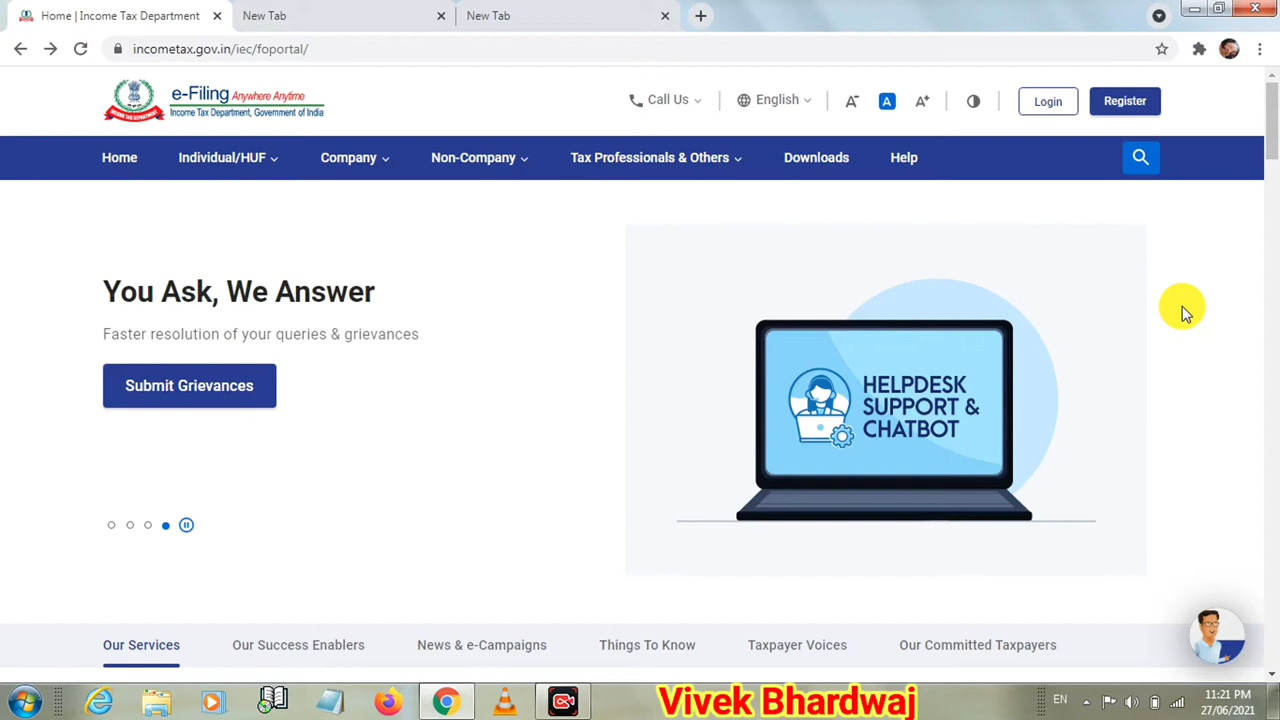 Home | Income Tax Department
New Tab
New Tab
incometax.gov.in/iec/foportal/
e-Filing Anywhere Anytime
Income Tax Department, Government of India
Call Us
English
A-
A
A+
Login
Register
Home
Individual/HUF
Company
Non-Company
Tax Professionals & Others
Downloads
Help
You Ask, We Answer
Faster resolution of your queries & grievances
Submit Grievances
HELPDESK
SUPPORT &
CHATBOT
Our Services
Our Success Enablers
News & e-Campaigns
Things To Know
Taxpayer Voices
Our Committed Taxpayers
Vivek Bhardwaj
EN
11:21 PM
27/06/2021